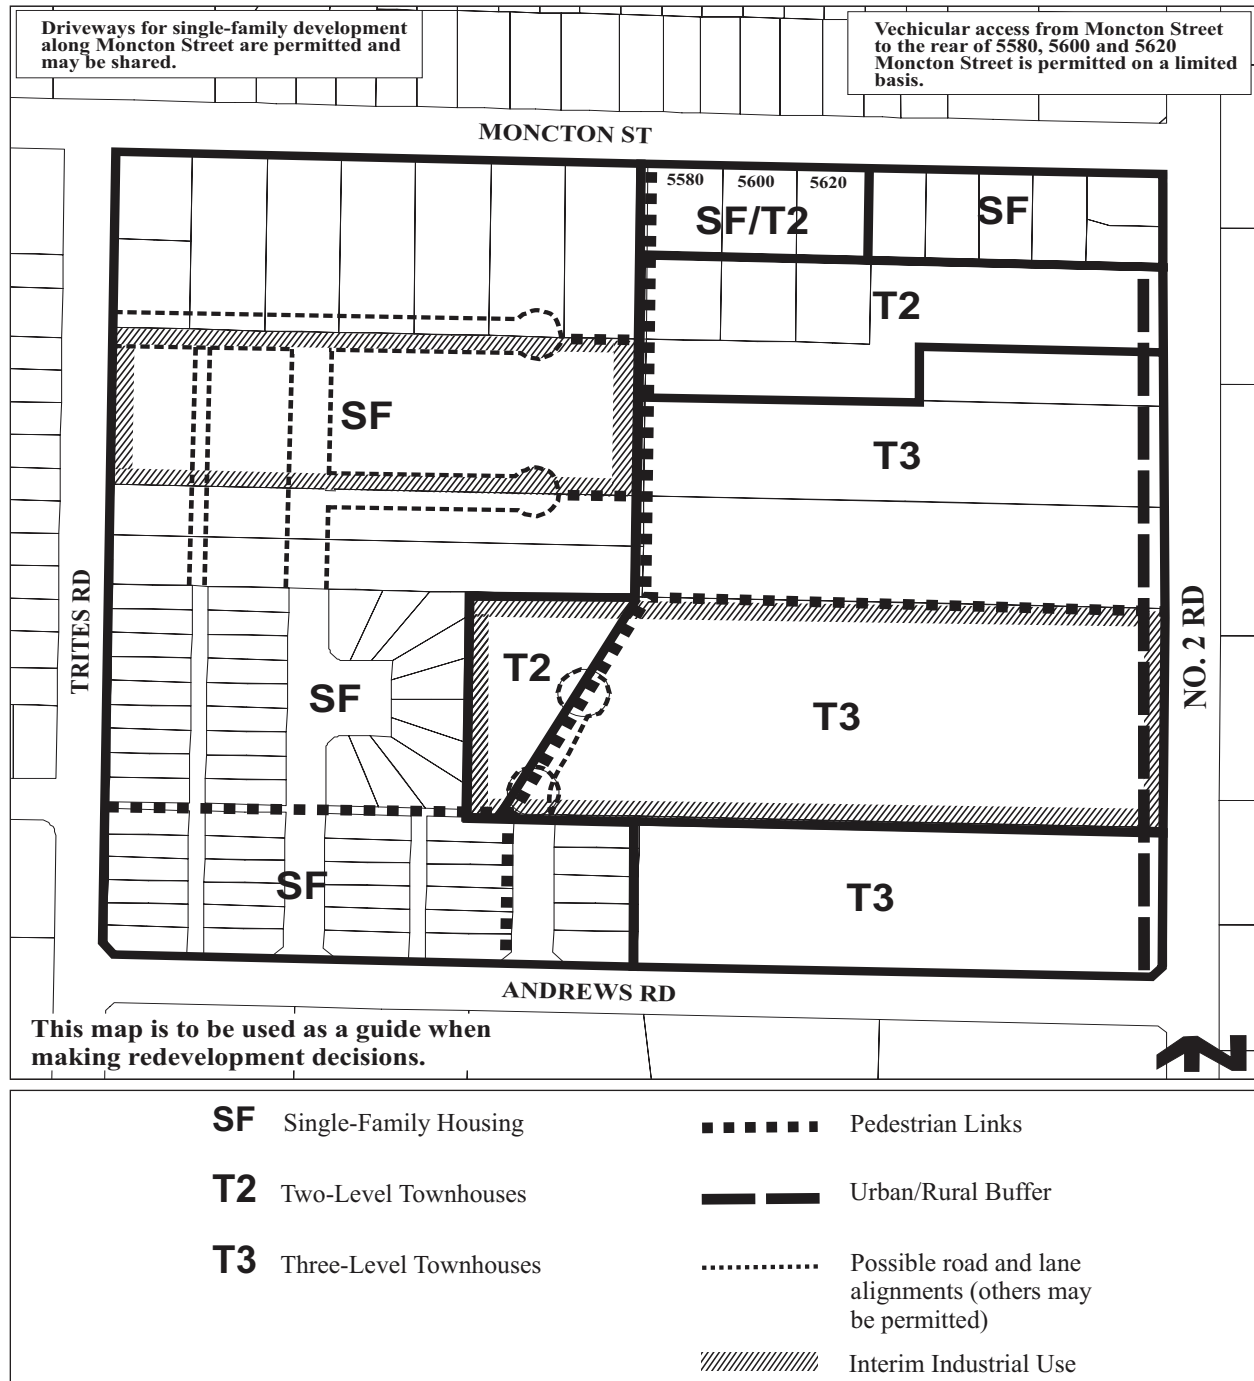 Driveways for single-family development
along Moncton Street are permitted and
may be shared.
Vechicular access from Moncton Street
to the rear of 5580, 5600 and 5620
Moncton Street is permitted on a limited
basis.
MONCTON ST
5580 5600 5620
SF/T2
SF
T2
SF
T3
TRITES RD
NO. 2 RD
T2
SF
T3
SF
T3
ANDREWS RD
This map is to be used as a guide when
making redevelopment decisions.
N
SF Single-Family Housing
T2 Two-Level Townhouses
T3 Three-Level Townhouses
Pedestrian Links
Urban/Rural Buffer
Possible road and lane
alignments (others may
be permitted)
Interim Industrial Use